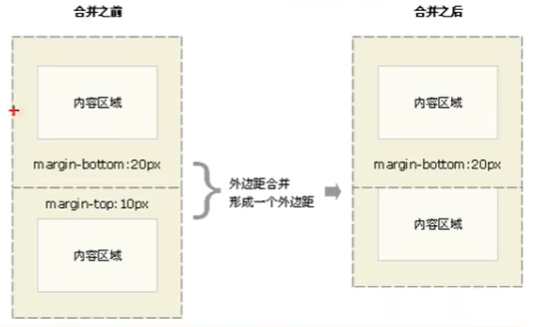 合并之前
合并之后
内容区域
margin-bottom:20px
margin-top:10px
内容区域
外边距合并
形成一个外边距
内容区域
margin-bottom:20px
内容区域